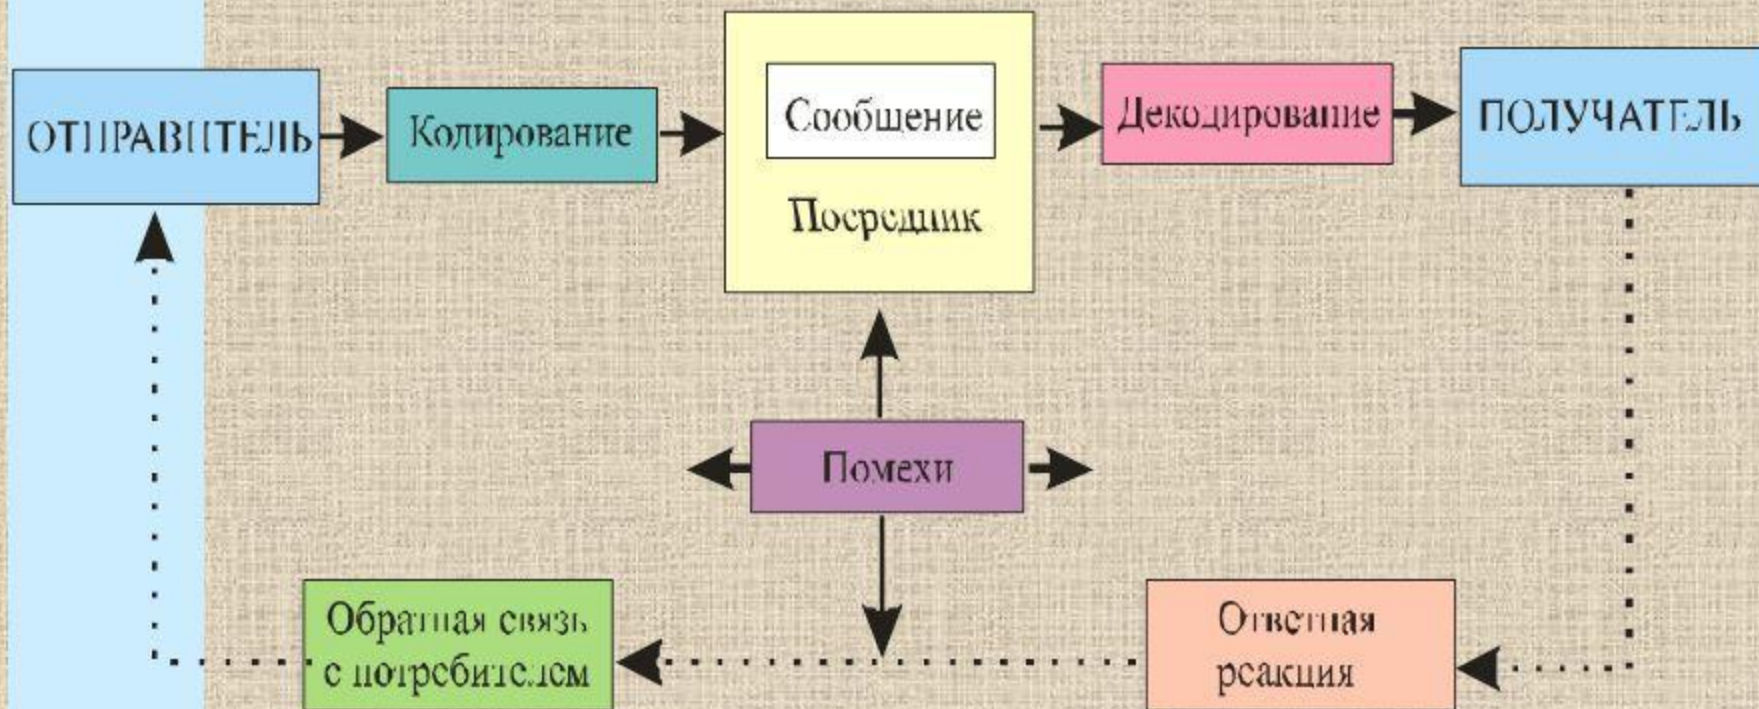 ОТПРАВИТЕЛЬ
Кодирование
Сообщение
Посредник
Декодирование
ПОЛУЧАТЕЛЬ
Помехи
Обратная связь
с потребителем
Ответная
реакция